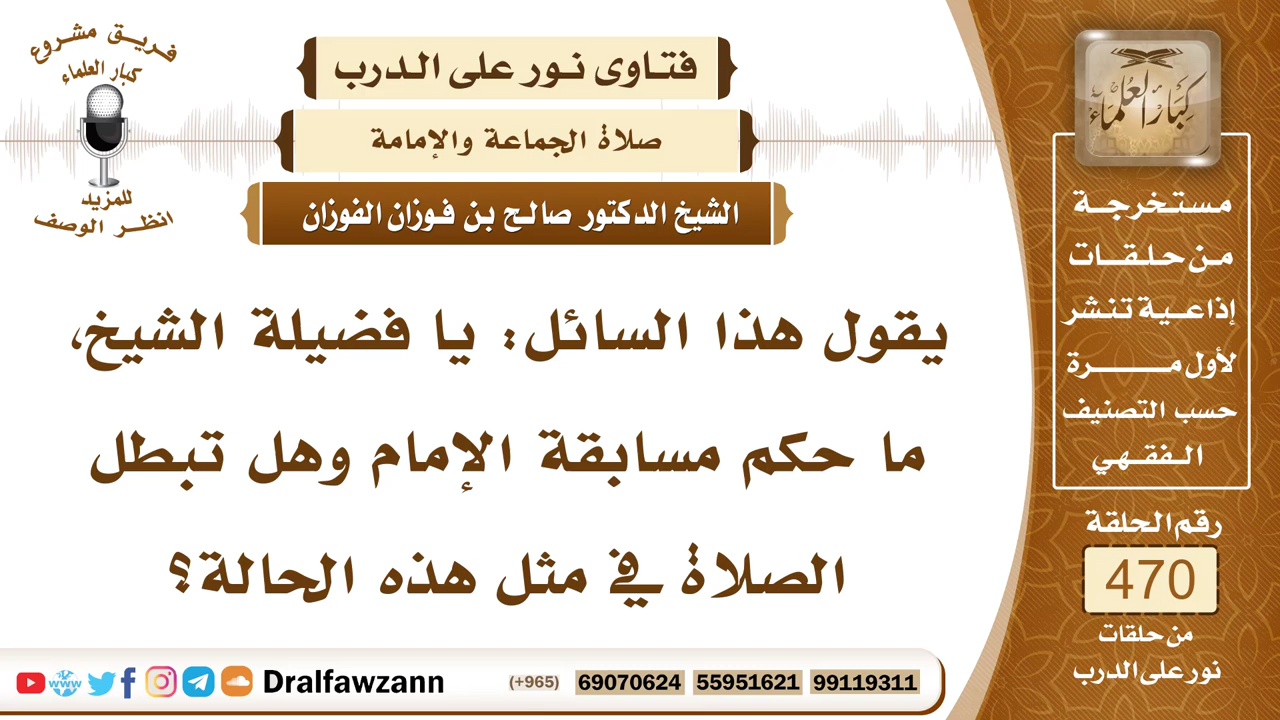 فريق مشروع
كبار العلماء
للمزيد
انظر الوصف
فتاوى نور على الدرب
صلاة الجماعة والإمامة
الشيخ الدكتور صالح بن فوزان الفوزان
يقول هذا السائل: يا فضيلة الشيخ،
ما حكم مسابقة الإمام وهل تبطل
الصلاة في مثل هذه الحالة؟
كبار العلماء
مستخرجة
من حلقات
إذاعية تنشر
لأول مرة
حسب التصنيف
الفقهي
رقم الحلقة
470
من حلقات
نور على الدرب
www Dralfawzann (+965) 69070624 55951621 99119311